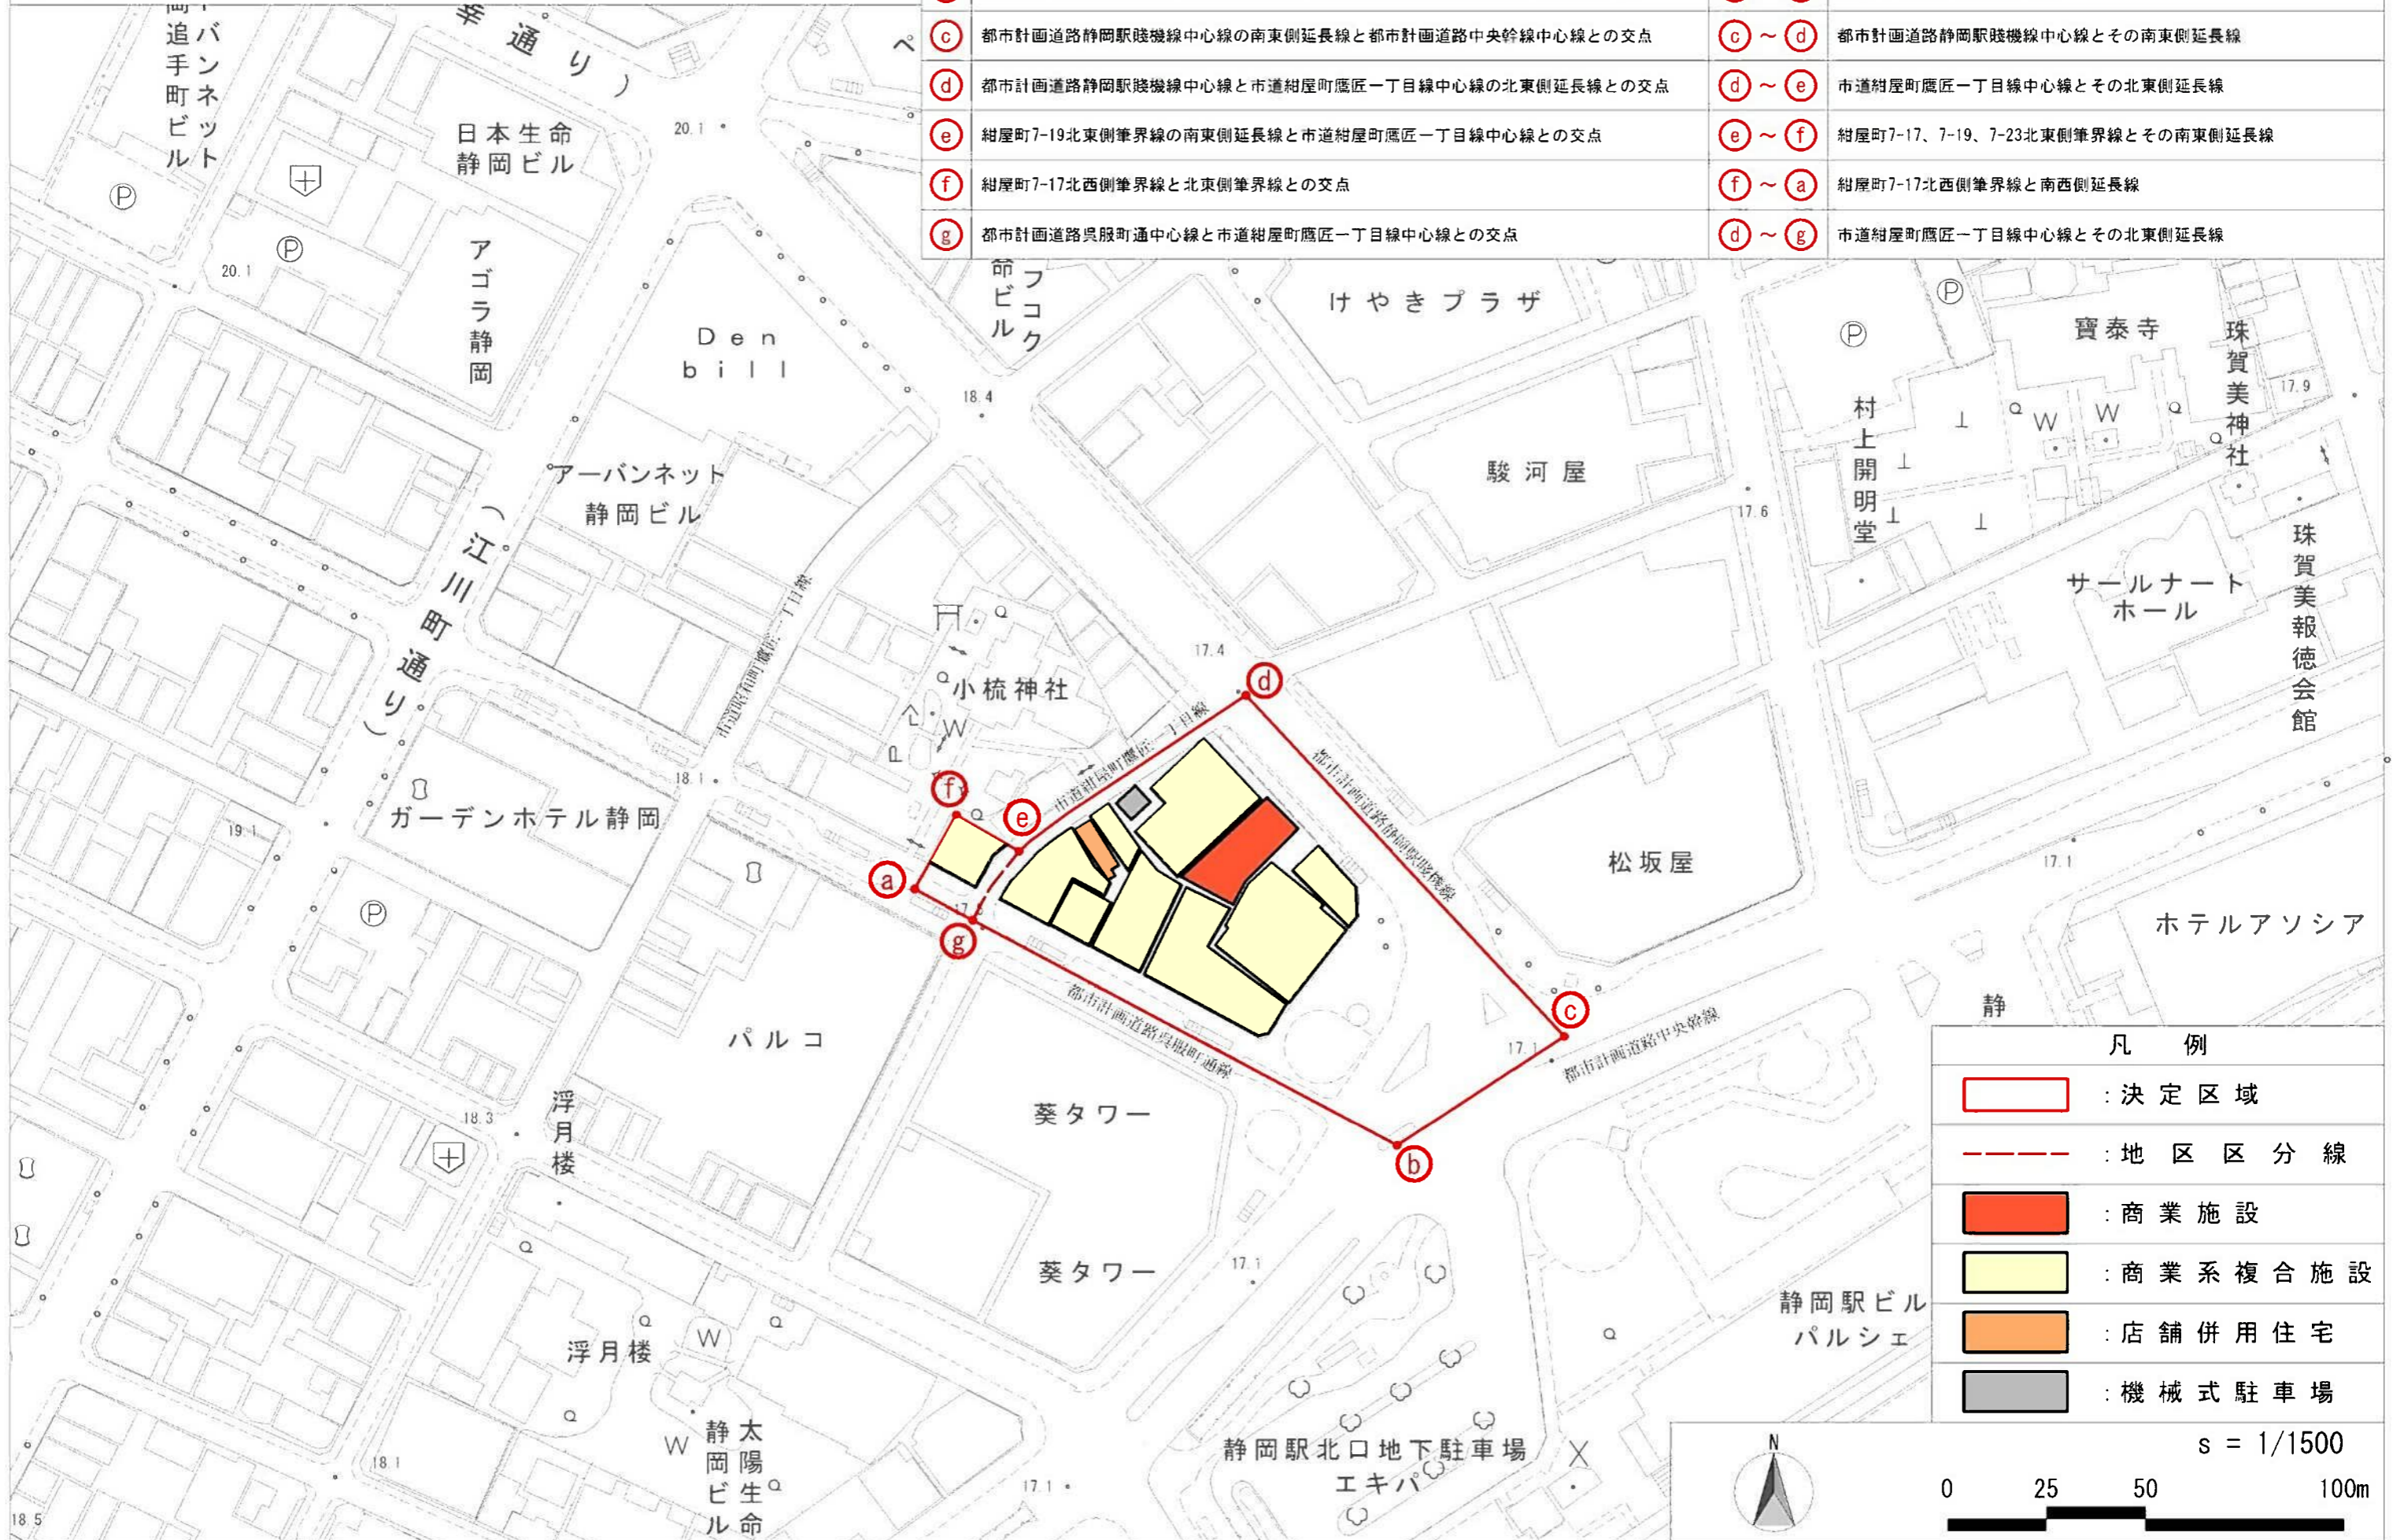 c 都市計画道路静岡駅賎機線中心線の南東側延長線と都市計画道路中央幹線中心線との交点
c ～ d 都市計画道路静岡駅賎機線中心線とその南東側延長線
d 都市計画道路静岡駅賎機線中心線と市道紺屋町鷹匠一丁目線中心線の北東側延長線との交点
d ～ e 市道紺屋町鷹匠一丁目線中心線とその北東側延長線
e 紺屋町7-19北東側筆界線の南東側延長線と市道紺屋町鷹匠一丁目線中心線との交点
e ～ f 紺屋町7-17、7-19、7-23北東側筆界線とその南東側延長線
f 紺屋町7-17北西側筆界線と北東側筆界線との交点
f ～ a 紺屋町7-17北西側筆界線と南西側延長線
g 都市計画道路呉服町通中心線と市道紺屋町鷹匠一丁目線中心線との交点
d ～ g 市道紺屋町鷹匠一丁目線中心線とその北東側延長線
幸通り）
ーバンネット
追手町ビル
ペ
日本生命
静岡ビル
20.1
P
P
20.1
アゴラ静岡
Den
bill
フコク
命ビル
けやきプラザ
P
P
寶泰寺
珠賀美神社
17.9
18.4
村上開明堂
アーバンネット
静岡ビル
駿河屋
17.6
（江川町通り）
サールナート
ホール
珠賀美報徳会館
17.4
d
小梳神社
市道紺屋町鷹匠一丁目線
都市計画道路静岡駅賎機線
18.1
f
e
ガーデンホテル静岡
19.1
a
松坂屋
17.1
P
g
ホテルアソシア
都市計画道路呉服町通線
c
静
パルコ
17.1
都市計画道路中央幹線
18.3
浮月楼
葵タワー
b
葵タワー
17.1
浮月楼
静岡駅ビル
パルシェ
太陽生命
静岡ビル
18.1
静岡駅北口地下駐車場
エキパ
17.1
18.5
凡 例
：決定区域
：地区区分線
：商業施設
：商業系複合施設
：店舗併用住宅
：機械式駐車場
N
s = 1/1500
0 25 50 100m